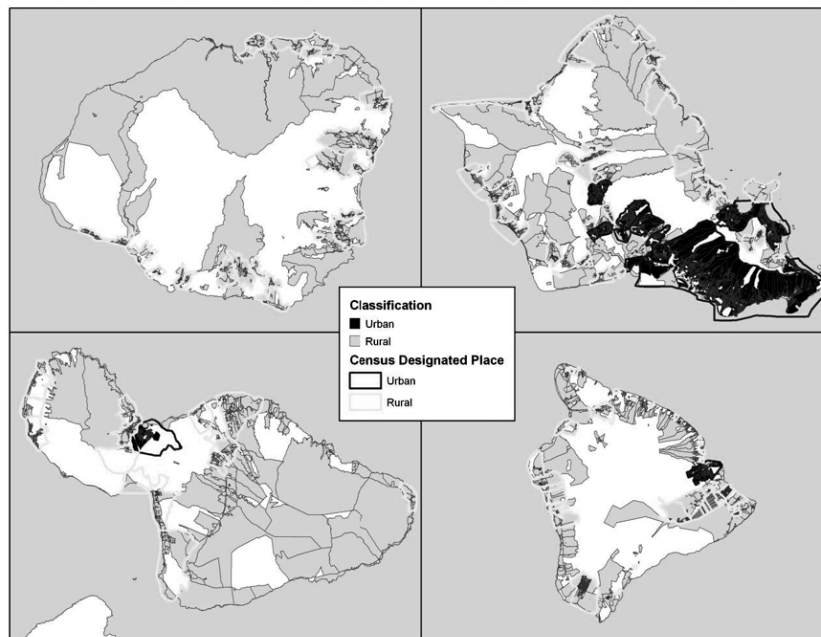 Classification
Urban
Rural
Census Designated Place
Urban
Rural